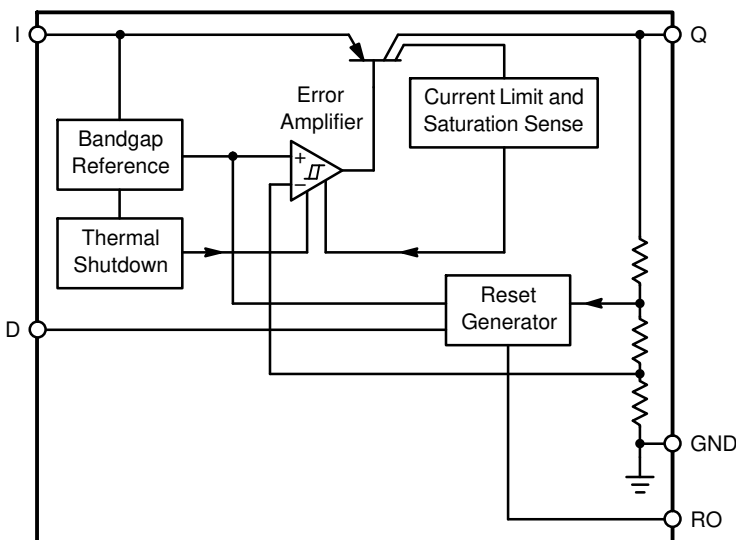 I
Q
Error
Amplifier
Current Limit and
Saturation Sense
Bandgap
Reference
+
−
Thermal
Shutdown
Reset
Generator
D
GND
RO